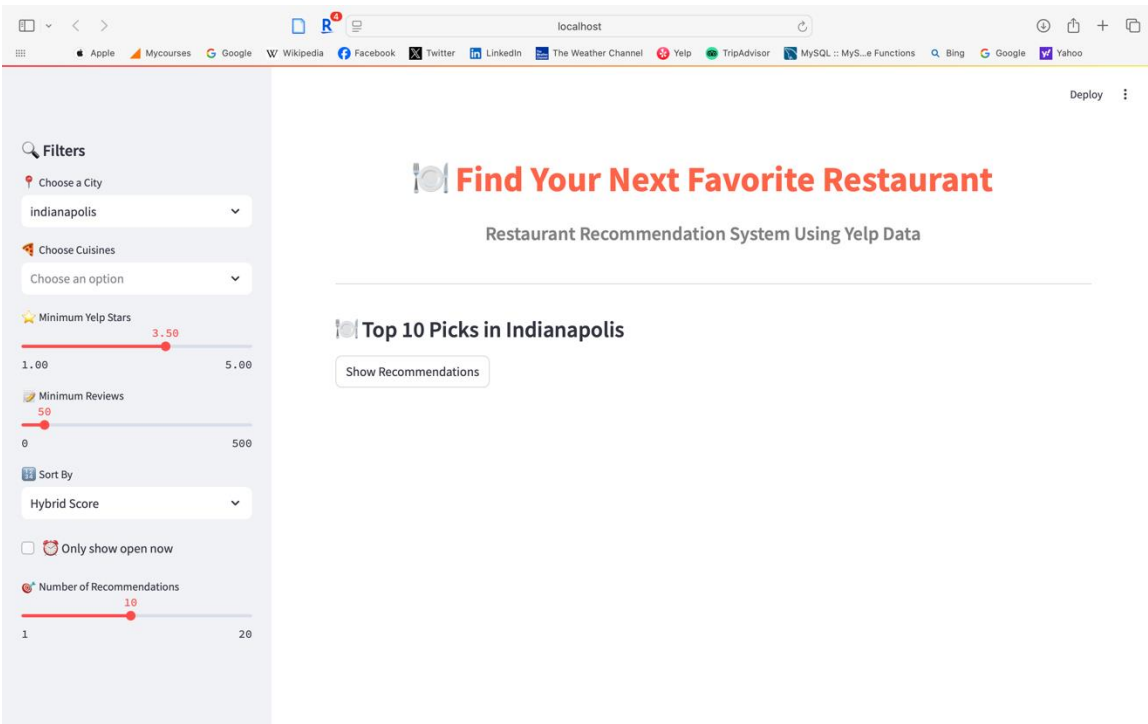 4
localhost
Apple Mycourses Google Wikipedia Facebook Twitter LinkedIn The Weather Channel Yelp TripAdvisor MySQL :: MyS...e Functions Bing Google Yahoo
Deploy
Filters
Choose a City
indianapolis
Choose Cuisines
Choose an option
Minimum Yelp Stars
3.50
1.00 5.00
Minimum Reviews
50
0 500
Sort By
Hybrid Score
Only show open now
Number of Recommendations
10
1 20
Find Your Next Favorite Restaurant
Restaurant Recommendation System Using Yelp Data
Top 10 Picks in Indianapolis
Show Recommendations